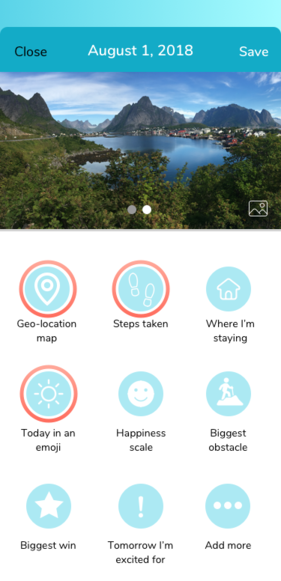 Close August 1, 2018 Save
Geo-location Steps taken Where I'm
map staying
Today in an Happiness Biggest
emoji scale obstacle
Biggest win Tomorrow I'm Add more
excited for